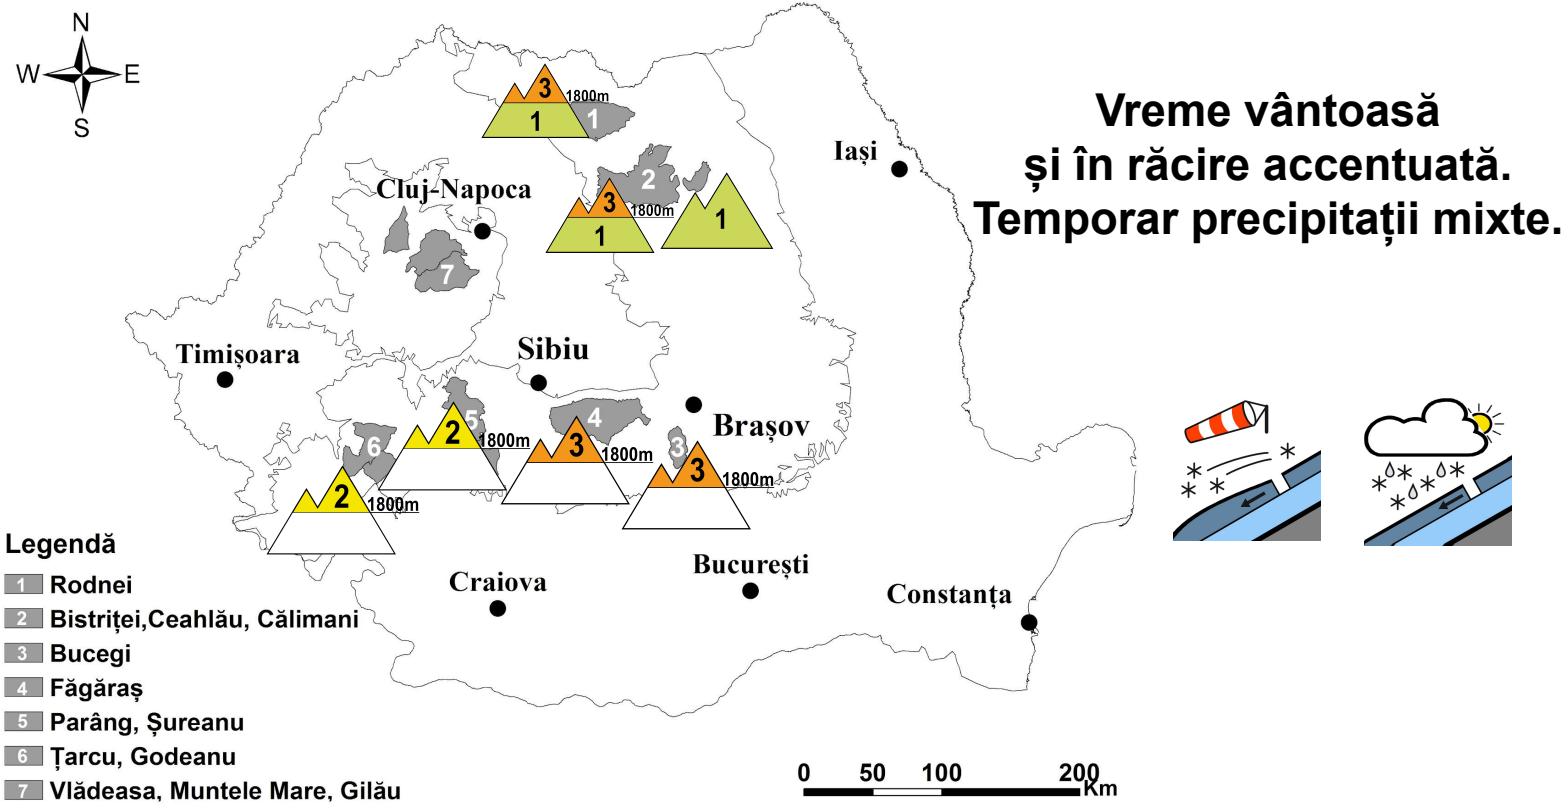 N
W E
S
Vreme vântoasă
și în răcire accentuată.
Temporar precipitații mixte.
3
1800m
1
1
Iași
2
3
1800m
1
1
Cluj-Napoca
7
Timișoara
Sibiu
Brașov
5
2
1800m
4
3
1800m
3
3
1800m
6
2
1800m
Craiova
București
Constanța
Legendă
1 Rodnei
2 Bistriței,Ceahlău, Călimani
3 Bucegi
4 Făgăraș
5 Parâng, Șureanu
6 Țarcu, Godeanu
7 Vlădeasa, Muntele Mare, Gilău
0 50 100 200
Km